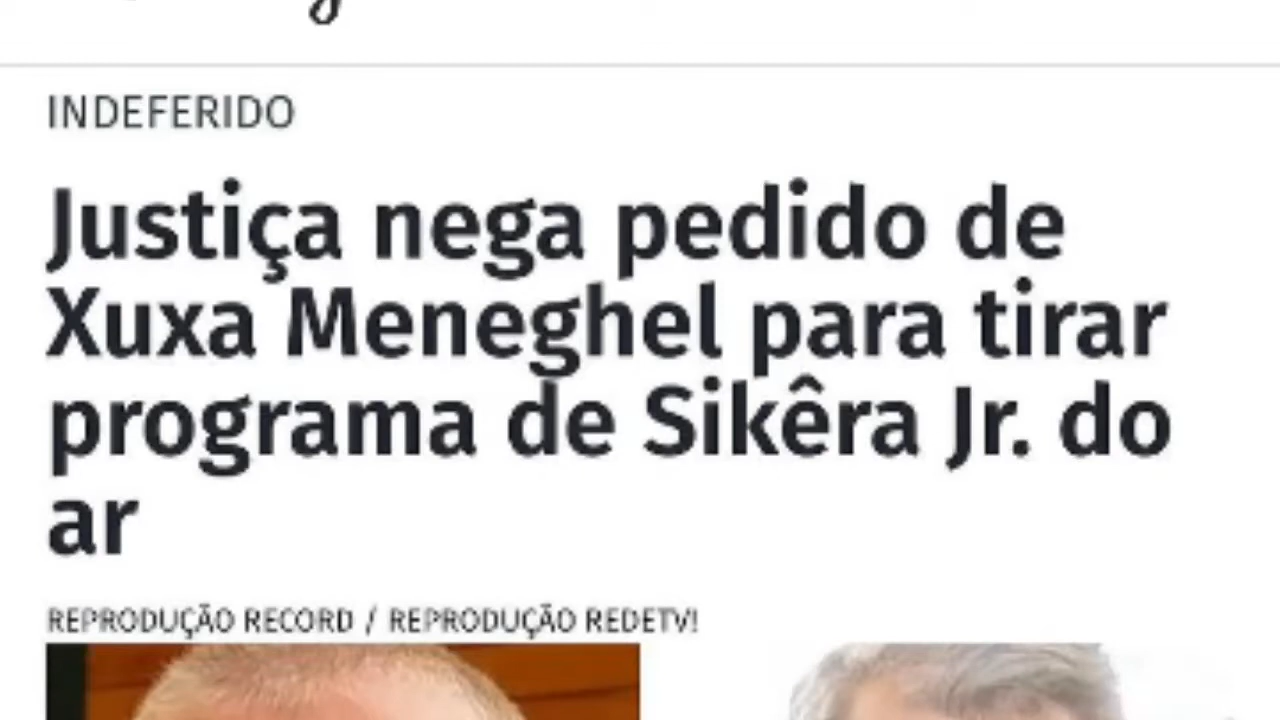 INDEFERIDO
Justiça nega pedido de
Xuxa Meneghel para tirar
programa de Sikêra Jr. do
ar
REPRODUÇÃO RECORD / REPRODUÇÃO REDETV!